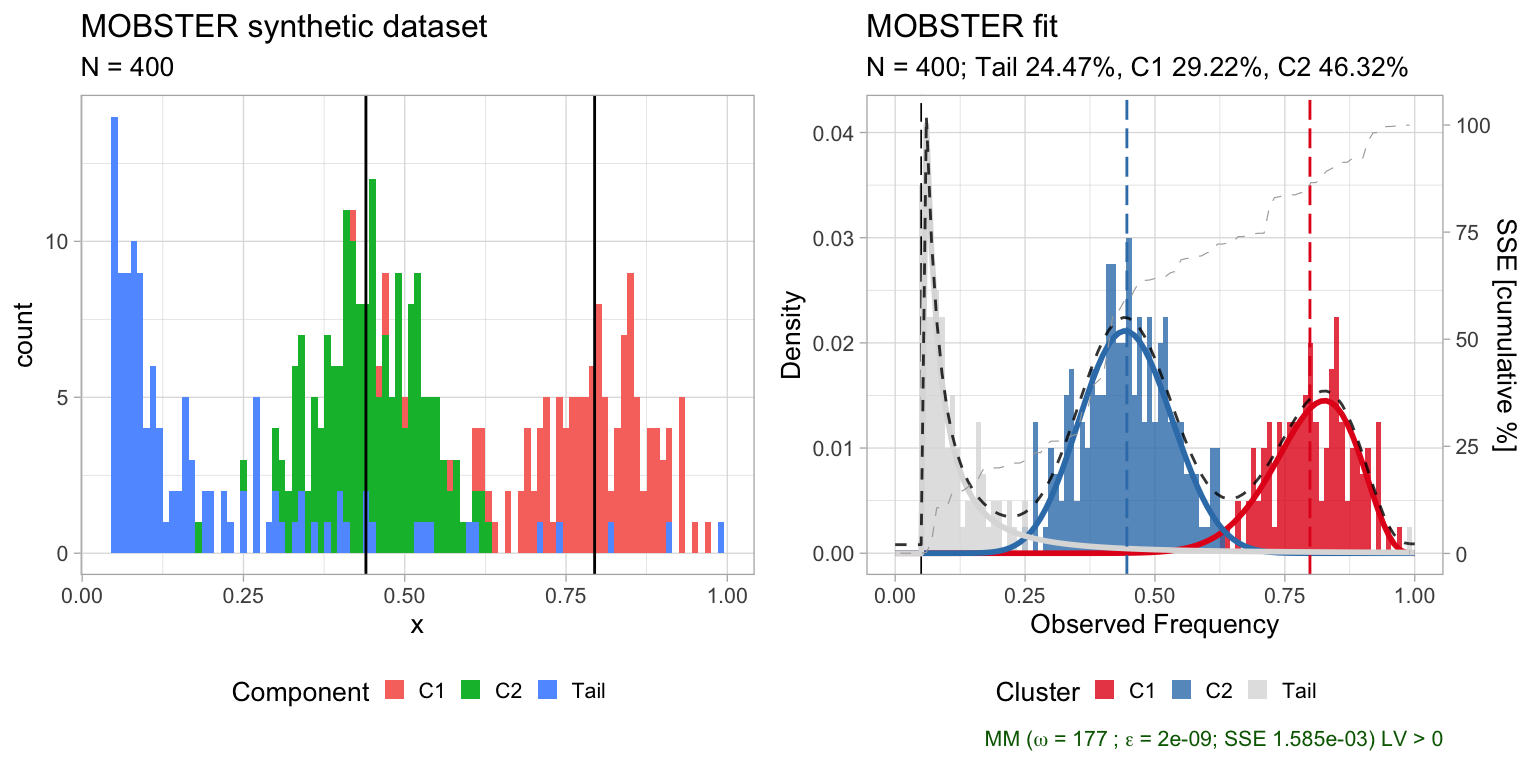 MOBSTER synthetic dataset
N = 400
10
5
0
count
0.00 0.25 0.50 0.75 1.00
x
Component C1 C2 Tail
MOBSTER fit
N = 400; Tail 24.47%, C1 29.22%, C2 46.32%
0.04
0.03
0.02
0.01
0.00
Density
100
75
50
25
0
SSE [cumulative %]
0.00 0.25 0.50 0.75 1.00
Observed Frequency
Cluster C1 C2 Tail
MM (ω = 177 ; ε = 2e-09; SSE 1.585e-03) LV > 0